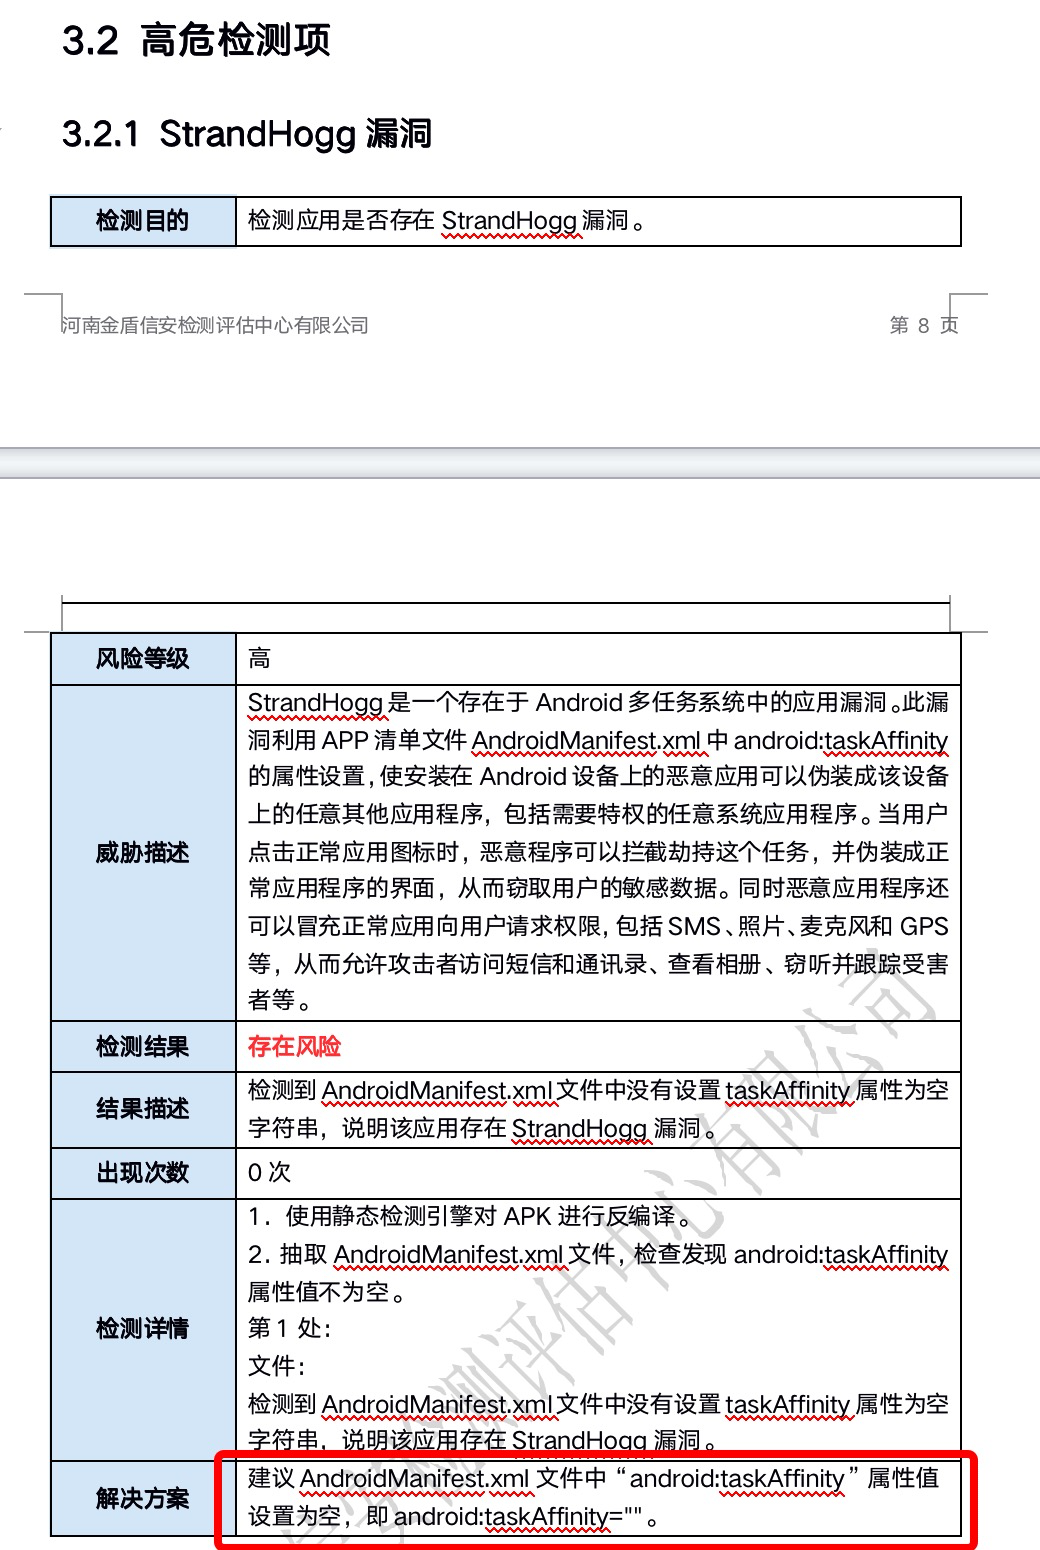 3.2 高危检测项
3.2.1 StrandHogg 漏洞
检测目的
检测应用是否存在 StrandHogg 漏洞。
河南金盾信安检测评估中心有限公司
第 8 页
风险等级
高
威胁描述
StrandHogg 是一个存在于 Android 多任务系统中的应用漏洞。此漏
洞利用 APP 清单文件 AndroidManifest.xml 中 android:taskAffinity
的属性设置，使安装在 Android 设备上的恶意应用可以伪装成该设备
上的任意其他应用程序，包括需要特权的任意系统应用程序。当用户
点击正常应用图标时，恶意程序可以拦截劫持这个任务，并伪装成正
常应用程序的界面，从而窃取用户的敏感数据。同时恶意应用程序还
可以冒充正常应用向用户请求权限，包括 SMS、照片、麦克风和 GPS
等，从而允许攻击者访问短信和通讯录、查看相册、窃听并跟踪受害
者等。
检测结果
存在风险
结果描述
检测到 AndroidManifest.xml 文件中没有设置 taskAffinity 属性为空
字符串，说明该应用存在 StrandHogg 漏洞。
出现次数
0 次
检测详情
1. 使用静态检测引擎对 APK 进行反编译。
2. 抽取 AndroidManifest.xml 文件，检查发现 android:taskAffinity
属性值不为空。
第 1 处：
文件：
检测到 AndroidManifest.xml 文件中没有设置 taskAffinity 属性为空
字符串，说明该应用存在 StrandHogg 漏洞。
解决方案
建议 AndroidManifest.xml 文件中“android:taskAffinity”属性值
设置为空，即 android:taskAffinity=""。
信安检测评估中心有限公司